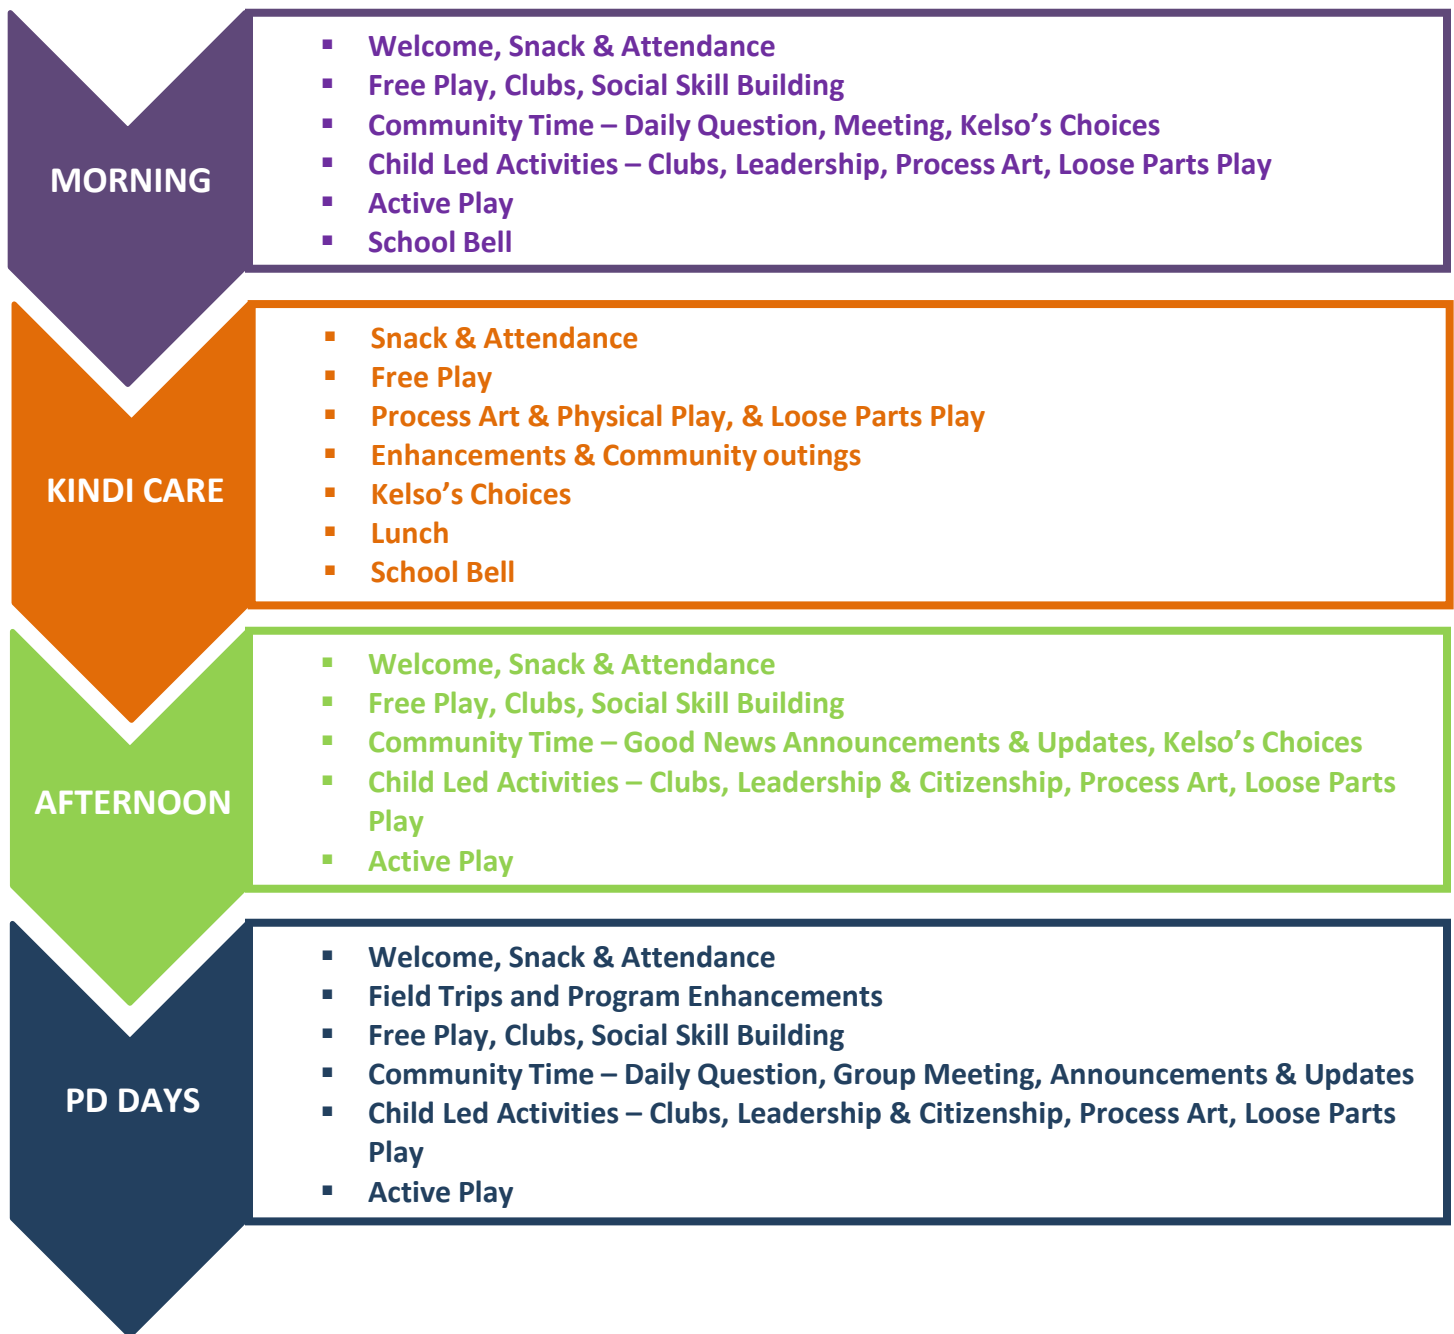 MORNING
▪ Welcome, Snack & Attendance
▪ Free Play, Clubs, Social Skill Building
▪ Community Time – Daily Question, Meeting, Kelso’s Choices
▪ Child Led Activities – Clubs, Leadership, Process Art, Loose Parts Play
▪ Active Play
▪ School Bell
KINDI CARE
▪ Snack & Attendance
▪ Free Play
▪ Process Art & Physical Play, & Loose Parts Play
▪ Enhancements & Community outings
▪ Kelso’s Choices
▪ Lunch
▪ School Bell
AFTERNOON
▪ Welcome, Snack & Attendance
▪ Free Play, Clubs, Social Skill Building
▪ Community Time – Good News Announcements & Updates, Kelso’s Choices
▪ Child Led Activities – Clubs, Leadership & Citizenship, Process Art, Loose Parts
Play
▪ Active Play
PD DAYS
▪ Welcome, Snack & Attendance
▪ Field Trips and Program Enhancements
▪ Free Play, Clubs, Social Skill Building
▪ Community Time – Daily Question, Group Meeting, Announcements & Updates
▪ Child Led Activities – Clubs, Leadership & Citizenship, Process Art, Loose Parts
Play
▪ Active Play